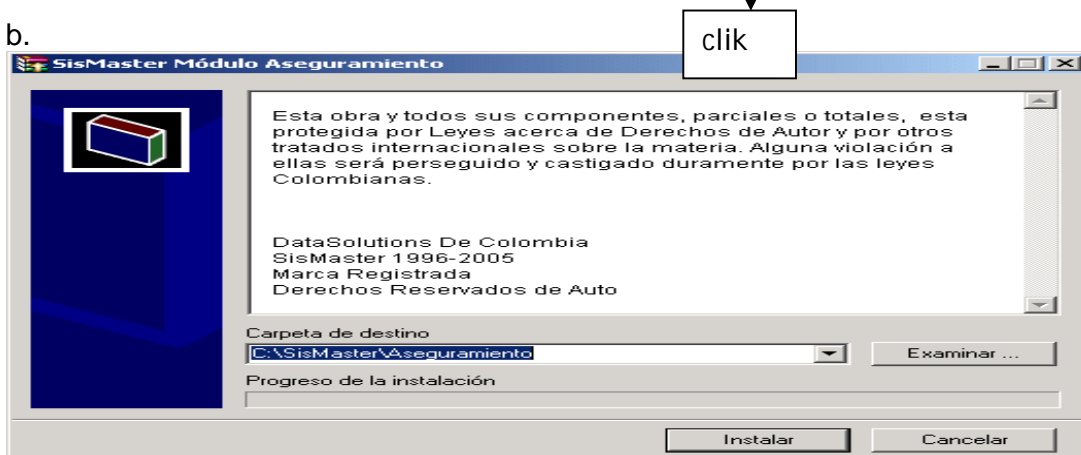 clik
b.
SisMaster Módulo Aseguramiento
Esta obra y todos sus componentes, parciales o totales, esta
protegida por Leyes acerca de Derechos de Autor y por otros
tratados internacionales sobre la materia. Alguna violación a
ellas será perseguido y castigado duramente por las leyes
Colombianas.
DataSolutions De Colombia
SisMaster 1996-2005
Marca Registrada
Derechos Reservados de Auto
Carpeta de destino
C:\SisMaster\Aseguramiento
Examinar ...
Progreso de la instalación
Instalar
Cancelar